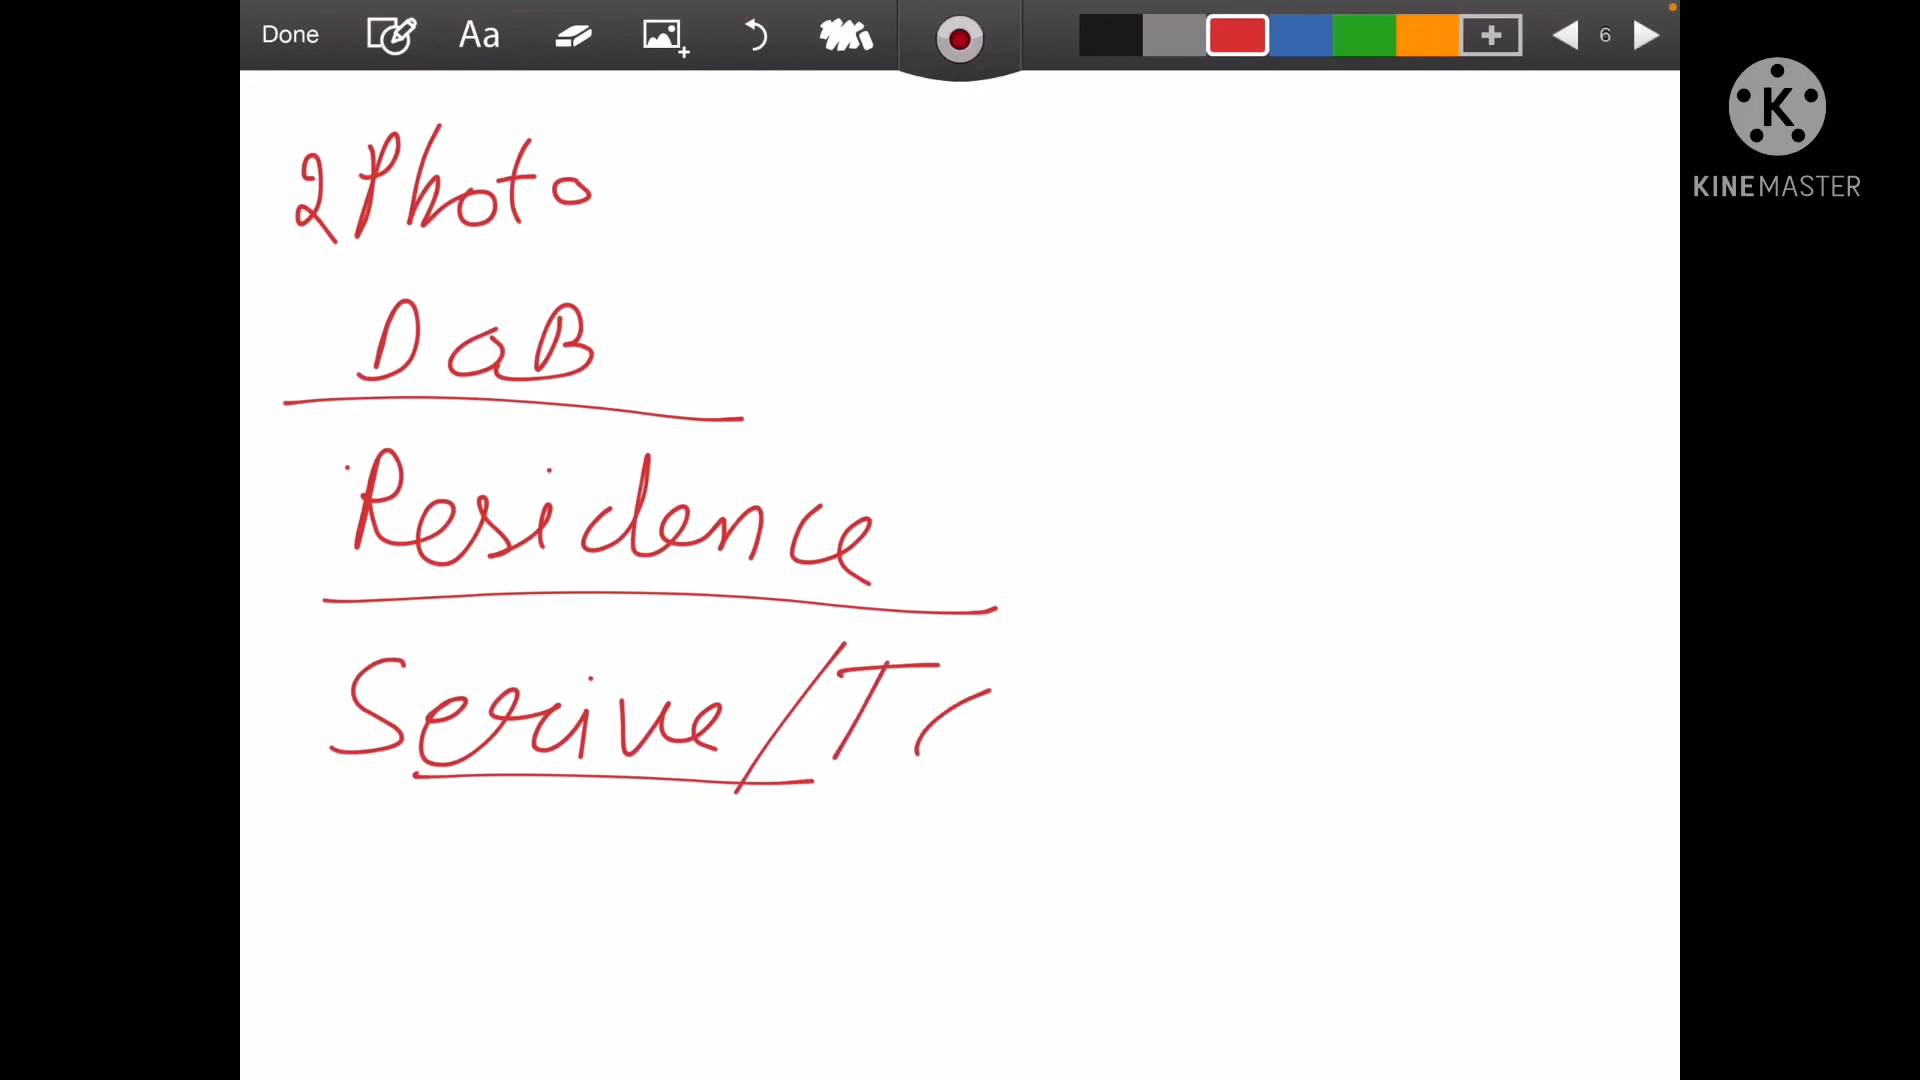 Done Aa 6
KINEMASTER
2 Photo
DoB
Residence
Serive/T